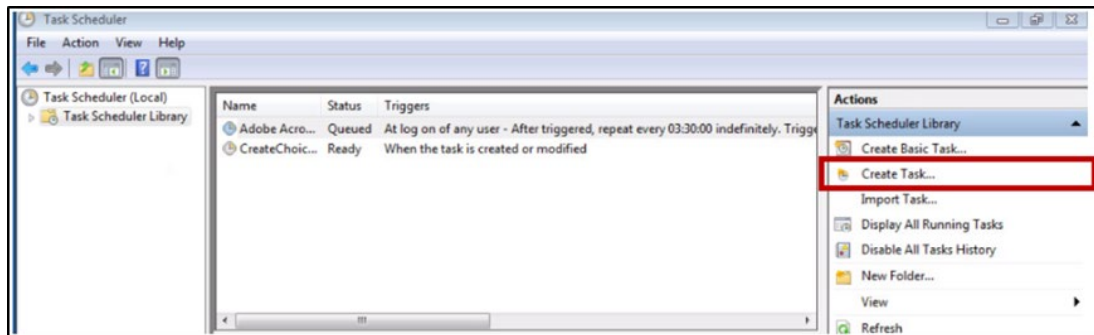 Task Scheduler
File Action View Help
Task Scheduler (Local)
Task Scheduler Library
Name Status Triggers
Adobe Acro... Queued At log on of any user - After triggered, repeat every 03:30:00 indefinitely. Trigge
CreateChoic... Ready When the task is created or modified
Actions
Task Scheduler Library
Create Basic Task...
Create Task...
Import Task...
Display All Running Tasks
Disable All Tasks History
New Folder...
View
Refresh